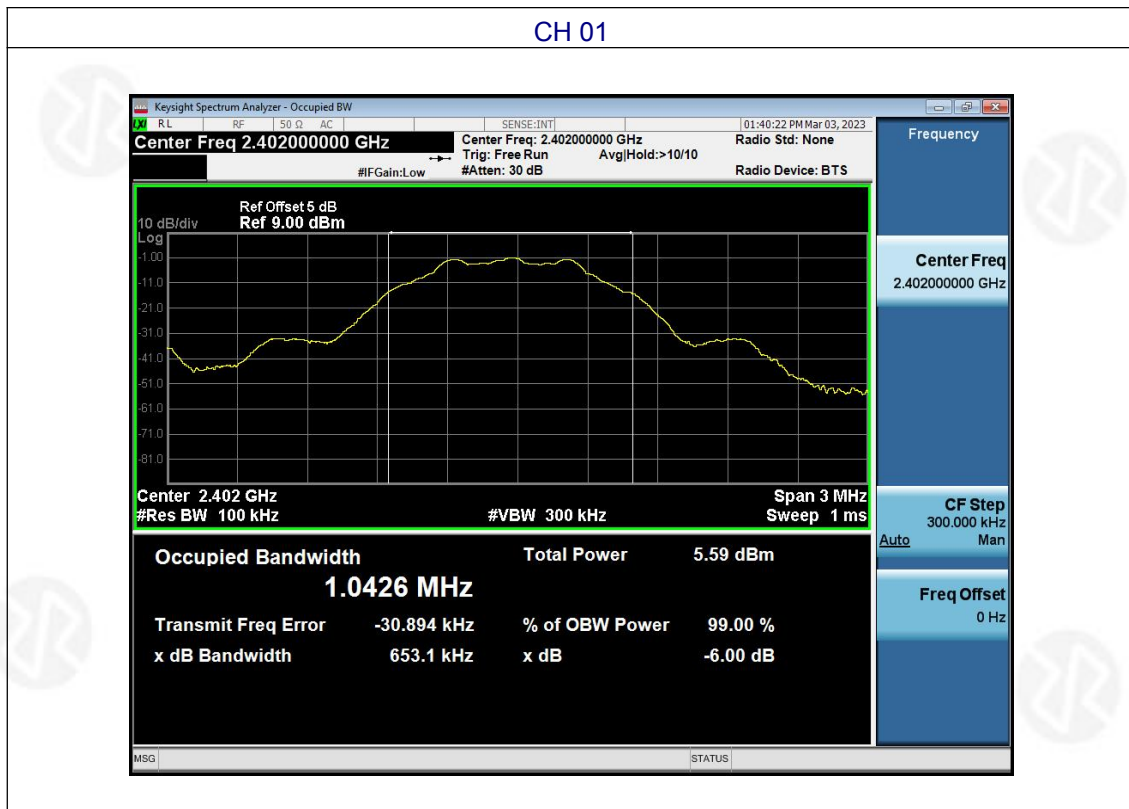 CH 01
Keysight Spectrum Analyzer - Occupied BW
LXI RL RF 50 Ω AC SENSE:INT 01:40:22 PM Mar 03, 2023
Center Freq 2.402000000 GHz
Center Freq: 2.402000000 GHz
Radio Std: None
Trig: Free Run Avg|Hold:>10/10
#IFGain:Low
#Atten: 30 dB
Radio Device: BTS
Ref Offset 5 dB
10 dB/div Ref 9.00 dBm
Log
-1.00
-11.0
-21.0
-31.0
-41.0
-51.0
-61.0
-71.0
-81.0
Center 2.402 GHz Span 3 MHz
#Res BW 100 kHz #VBW 300 kHz Sweep 1 ms
Occupied Bandwidth Total Power 5.59 dBm
1.0426 MHz
Transmit Freq Error -30.894 kHz % of OBW Power 99.00 %
x dB Bandwidth 653.1 kHz x dB -6.00 dB
MSG STATUS
Frequency
Center Freq
2.402000000 GHz
CF Step
300.000 kHz
Auto Man
Freq Offset
0 Hz